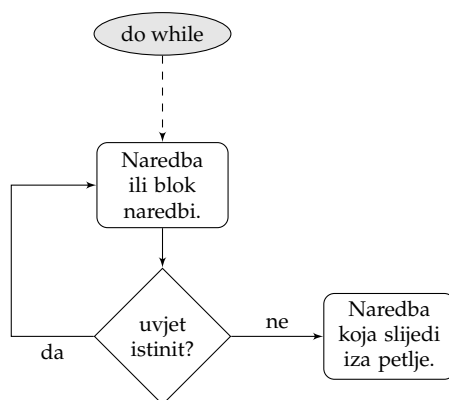 do while
Naredba
ili blok
naredbi.
uvjet
istinit?
da
ne
Naredba
koja slijedi
iza petlje.